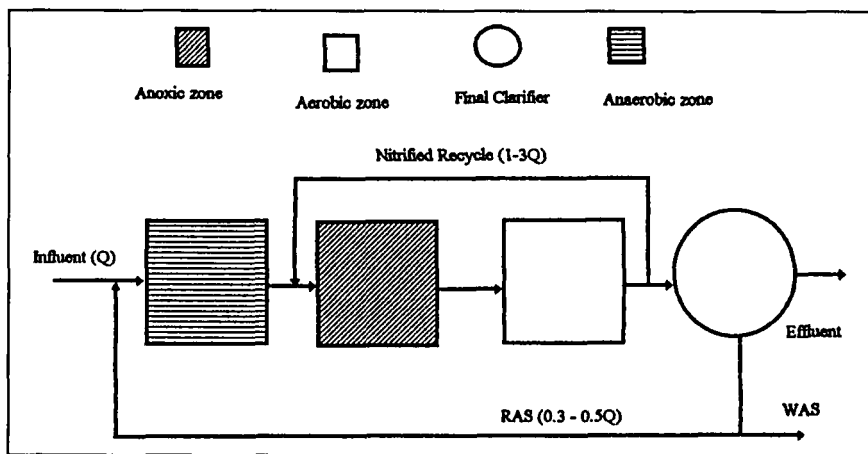 Anoxic zone
Aerobic zone
Final Clarifier
Anaerobic zone
Nitrified Recycle (1-3Q)
Influent (Q)
Effluent
RAS (0.3 - 0.5Q)
WAS